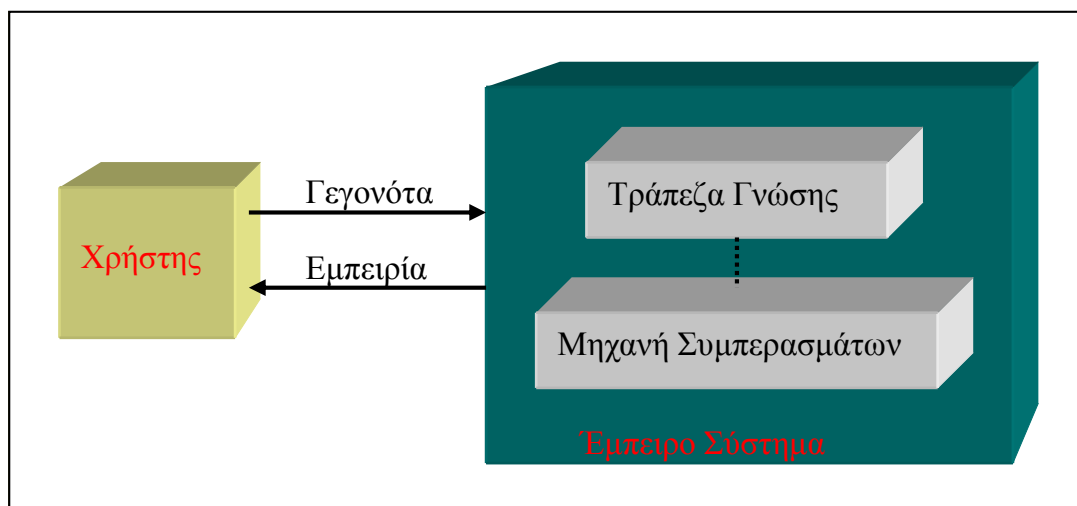 Χρήστης
Γεγονότα
Εμπειρία
Τράπεζα Γνώσης
Μηχανή Συμπερασμάτων
Έμπειρο Σύστημα